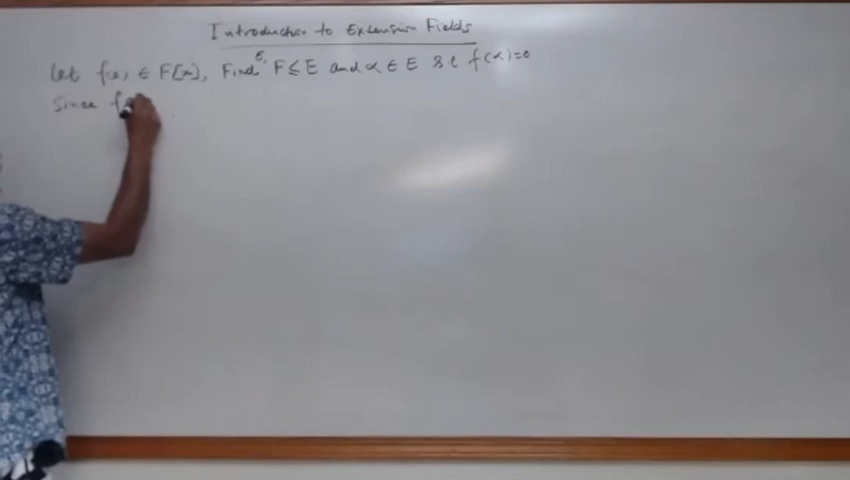 Introduction to Extension Fields
Let f(x) ∈ F[x], Find E, F ≤ E and α ∈ E s.t f(α)=0
Since f